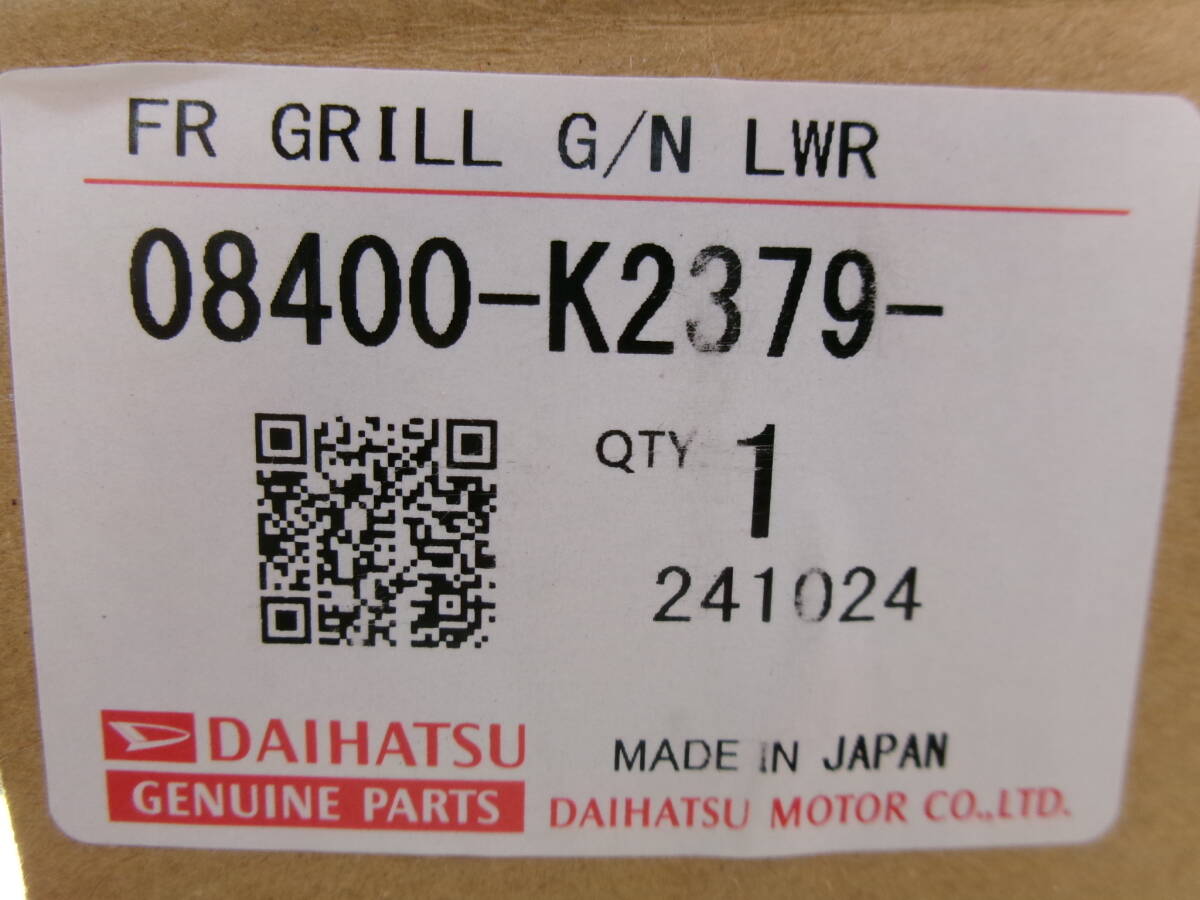 FR GRILL G/N LWR
08400-K2379-
QTY 1
241024
DAIHATSU
GENUINE PARTS
MADE IN JAPAN
DAIHATSU MOTOR CO.,LTD.